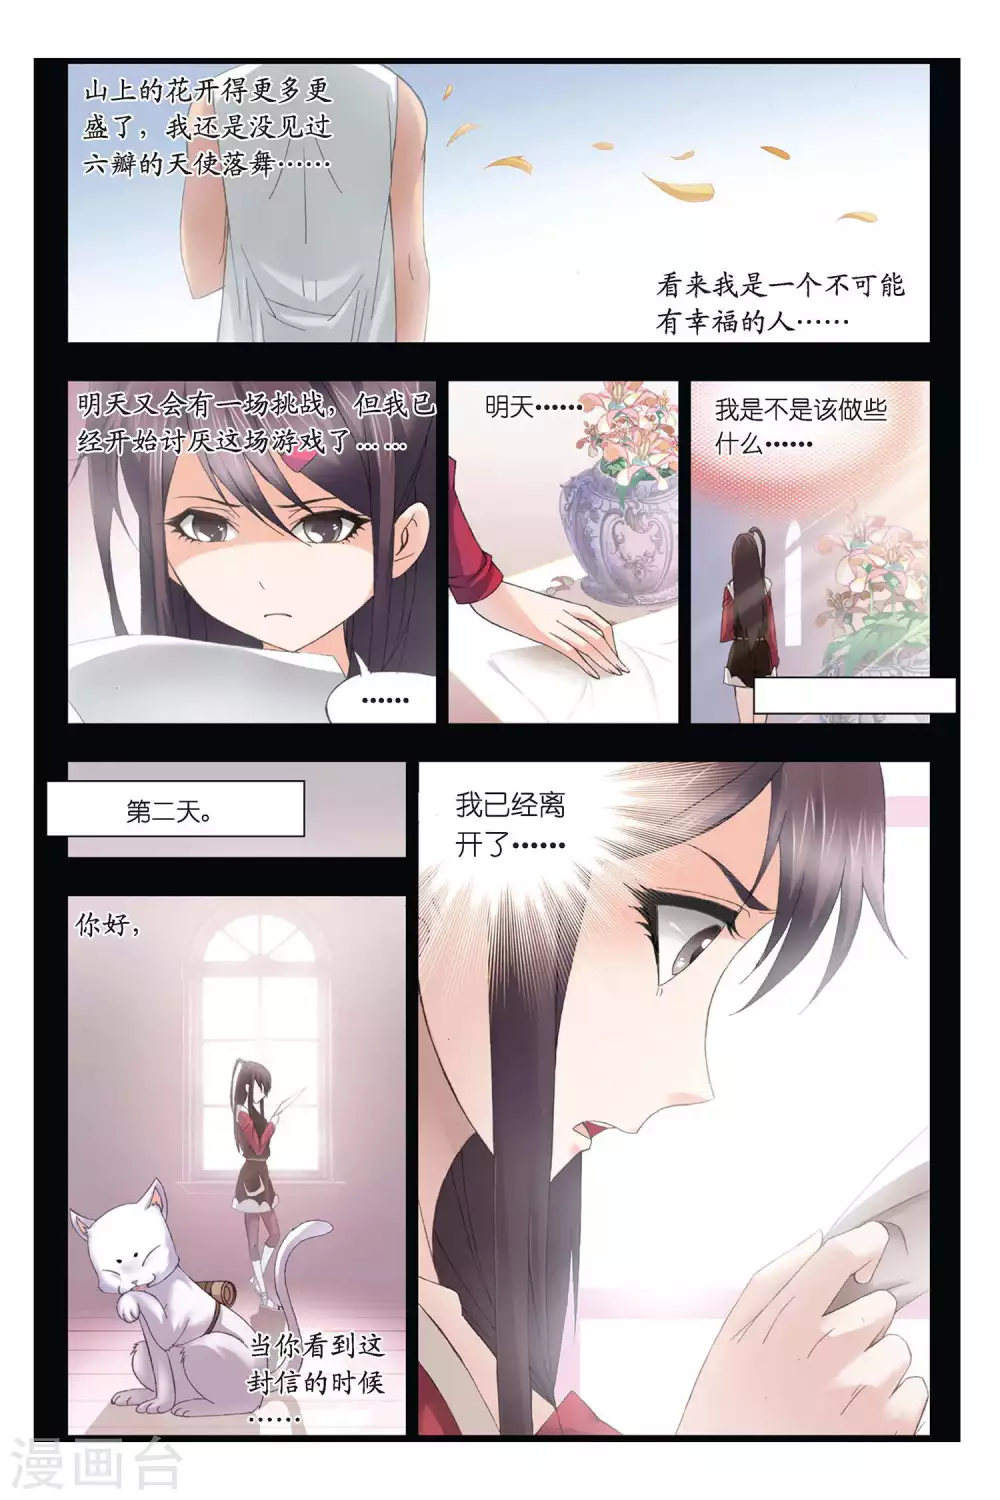 山上的花开得更多更
盛了，我还是没见过
六瓣的天使落舞……
看来我是一个不可能
有幸福的人……
明天又会有一场挑战，但我已
经开始讨厌这场游戏了……
……
明天……
我是不是该做些
什么……
第二天。
我已经离
开了……
你好，
当你看到这
封信的时候
……
漫画台